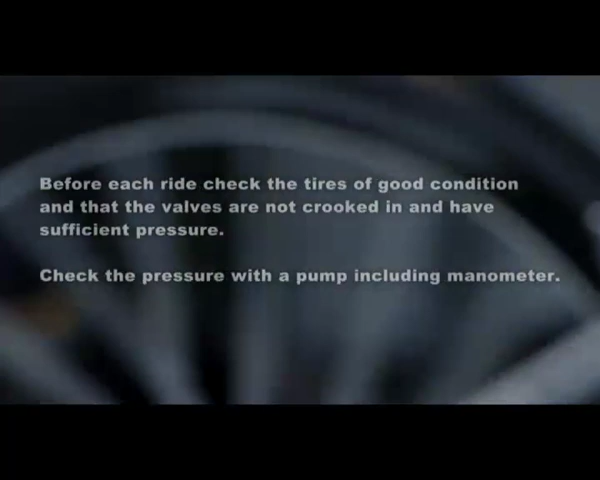 Before each ride check the tires of good condition
and that the valves are not crooked in and have
sufficient pressure.
Check the pressure with a pump including manometer.